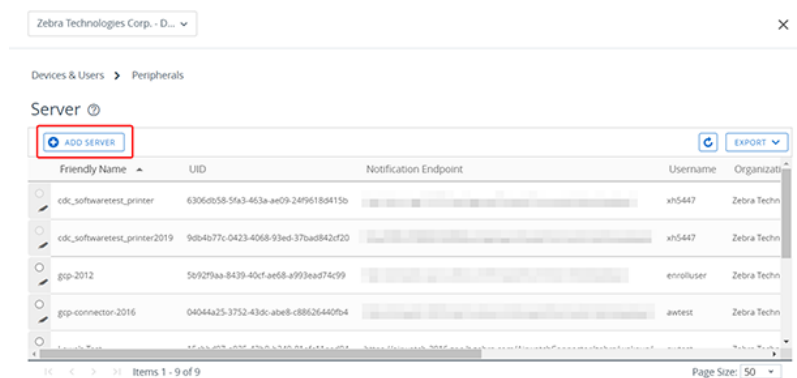 Zebra Technologies Corp. - D...
Devices & Users > Peripherals
Server
ADD SERVER EXPORT
Friendly Name UID Notification Endpoint Username Organizati
cdc_softwaretest_printer 6306db58-5fa3-463a-ae09-24f9618d415b xh5447 Zebra Techn
cdc_softwaretest_printer2019 9db4b77c-0423-4068-93ed-37bad842cf20 xh5447 Zebra Techn
gcp-2012 5b92f9aa-8439-40cf-ae68-a993ead74c99 enrolluser Zebra Techn
gcp-connector-2016 04044a25-3752-43dc-abe8-c88626440fb4 awtest Zebra Techn
Items 1 - 9 of 9 Page Size: 50